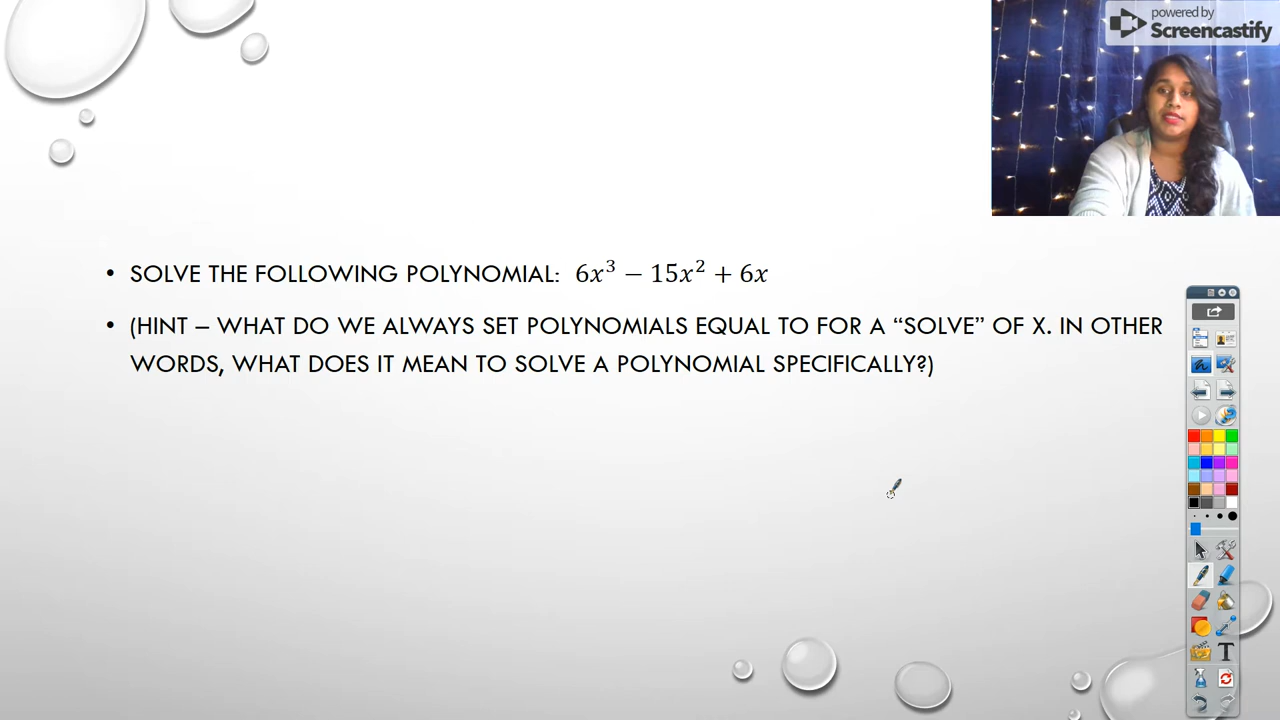 powered by
Screencastify
• SOLVE THE FOLLOWING POLYNOMIAL: 6x³ − 15x² + 6x
• (HINT – WHAT DO WE ALWAYS SET POLYNOMIALS EQUAL TO FOR A “SOLVE” OF X. IN OTHER
WORDS, WHAT DOES IT MEAN TO SOLVE A POLYNOMIAL SPECIFICALLY?)
T